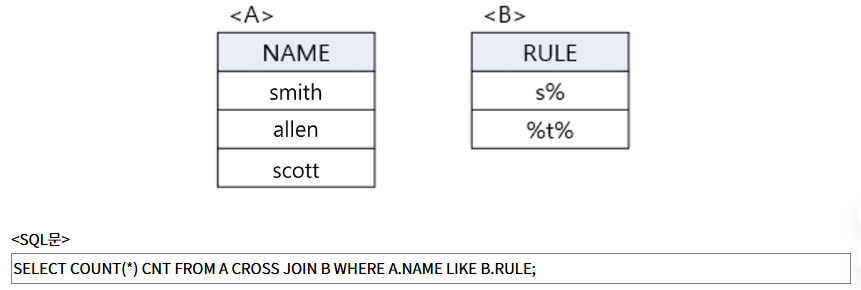 <A> <B>
NAME RULE
smith s%
allen %t%
scott
<SQL문>
SELECT COUNT(*) CNT FROM A CROSS JOIN B WHERE A.NAME LIKE B.RULE;